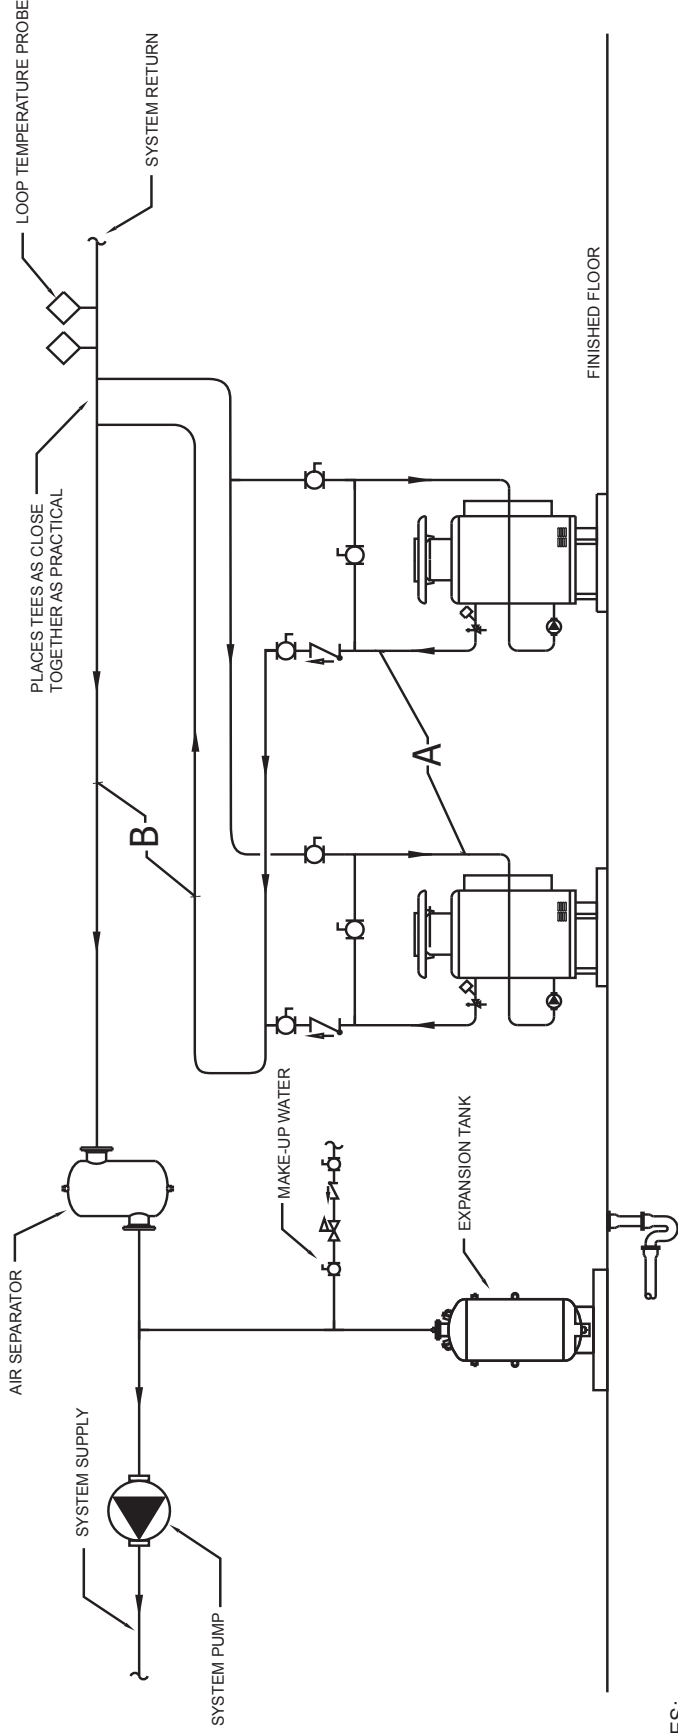 LOOP TEMPERATURE PROBE
SYSTEM RETURN
PLACES TEES AS CLOSE
TOGETHER AS PRACTICAL
FINISHED FLOOR
B
A
AIR SEPARATOR
MAKE-UP WATER
EXPANSION TANK
SYSTEM SUPPLY
SYSTEM PUMP